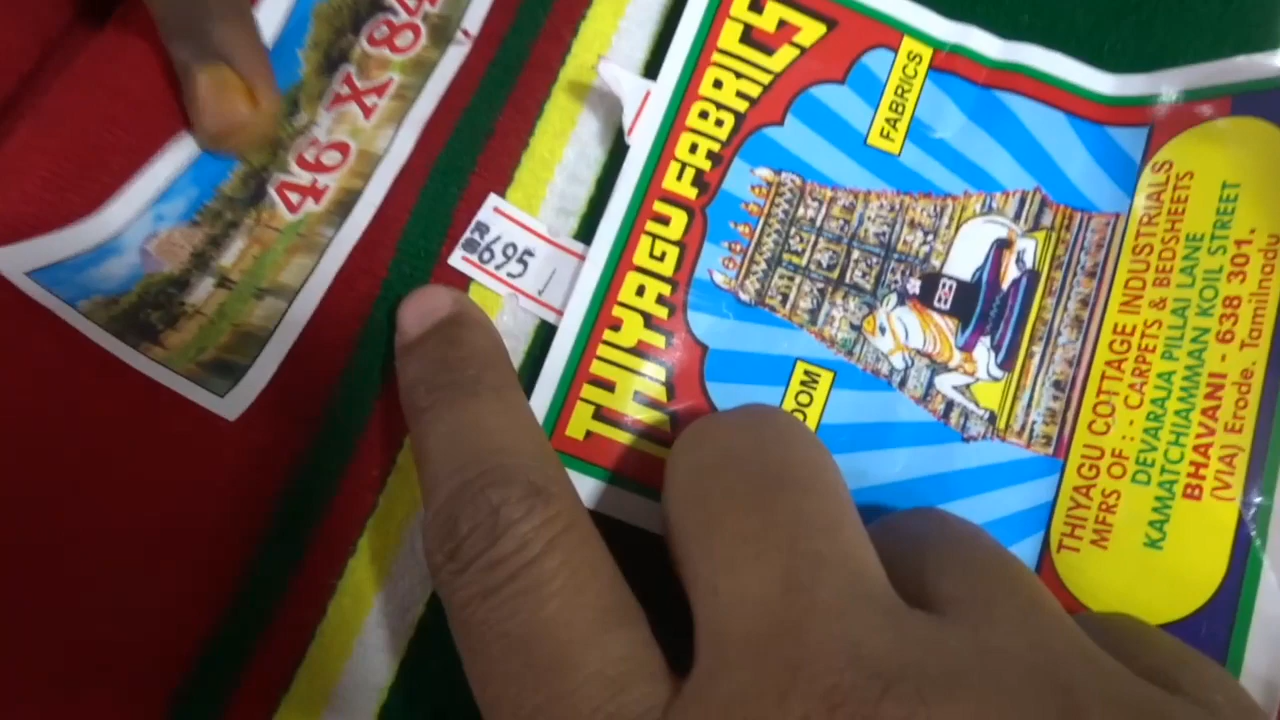 46 X 84
Rs 695
THIYAGU FABRICS
FABRICS
THIYAGU COTTAGE INDUSTRIALS
MFRS OF : - CARPETS & BEDSHEETS
DEVARAJA PILLAI LANE
KAMATCHIAMMAN KOIL STREET
BHAVANI - 638 301.
(VIA) Erode. Tamilnadu